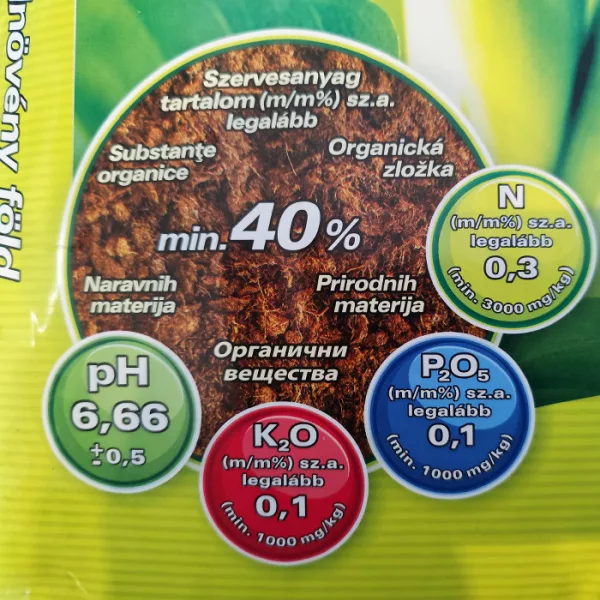 Szervesanyag
tartalom (m/m%) sz.a.
legalább
Substanţe
organice
Organická
zložka
min. 40 %
Naravnih
materija
Prirodnih
materija
Органични
вещества
N
(m/m%) sz.a.
legalább
0,3
(min. 3000 mg/kg)
P2O5
(m/m%) sz.a.
legalább
0,1
(min. 1000 mg/kg)
K2O
(m/m%) sz.a.
legalább
0,1
(min. 1000 mg/kg)
pH
6,66
±0,5
növény föld